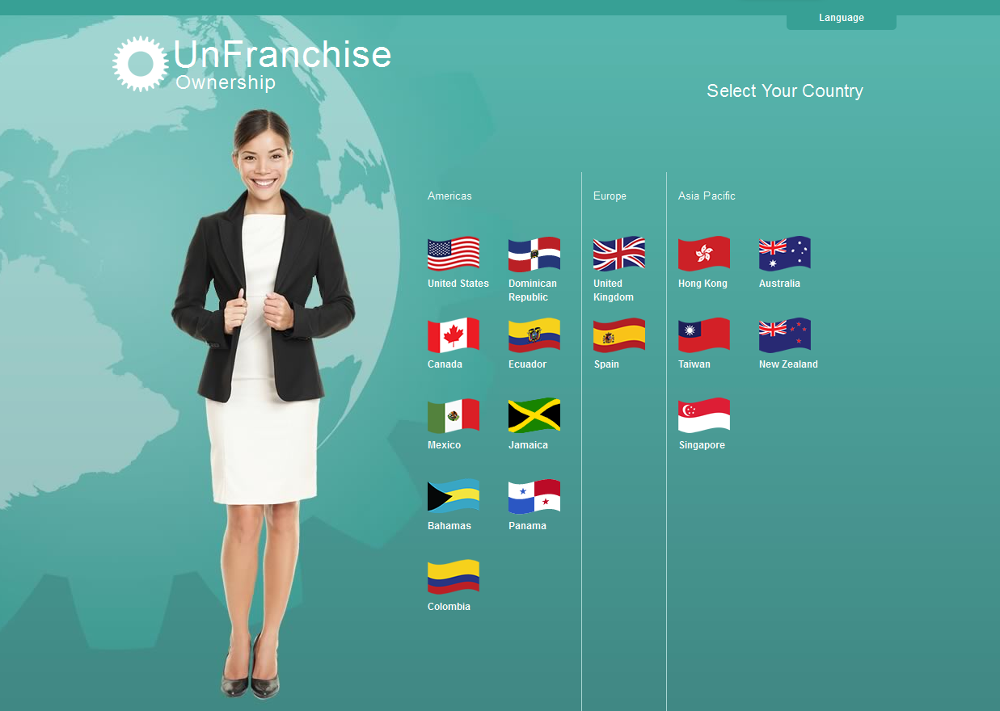 Language
UnFranchise
Ownership
Select Your Country
Americas
Europe
Asia Pacific
United States
Dominican
Republic
United
Kingdom
Hong Kong
Australia
Canada
Ecuador
Spain
Taiwan
New Zealand
Mexico
Jamaica
Singapore
Bahamas
Panama
Colombia